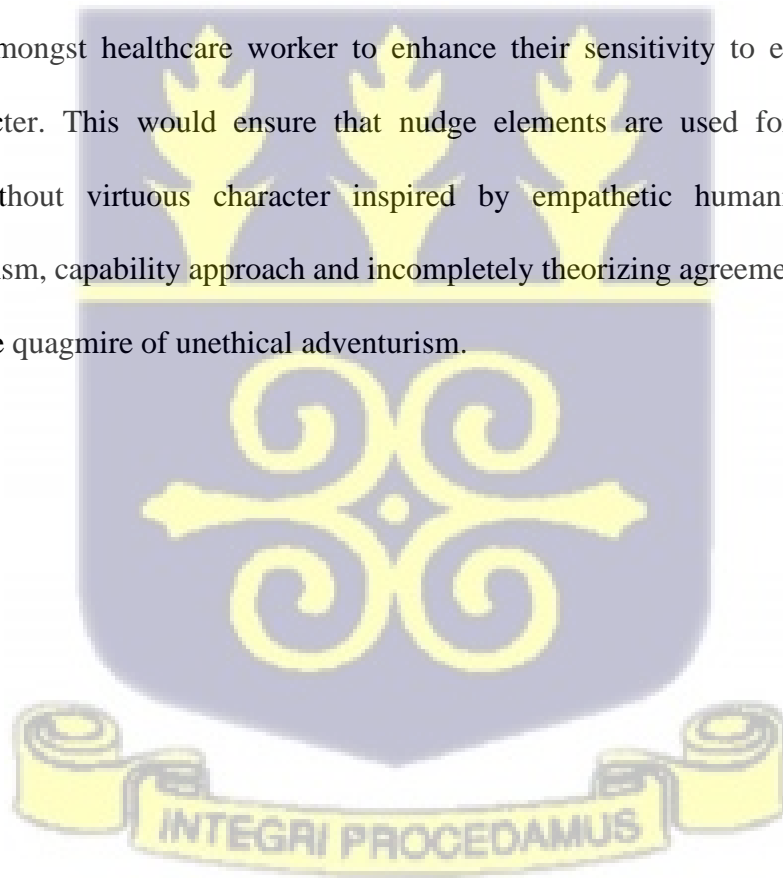 mongst healthcare worker to enhance their sensitivity to e
cter. This would ensure that nudge elements are used fo
thout virtuous character inspired by empathetic human
ism, capability approach and incompletely theorizing agreeme
e quagmire of unethical adventurism.
INTEGRI PROCEDAMUS